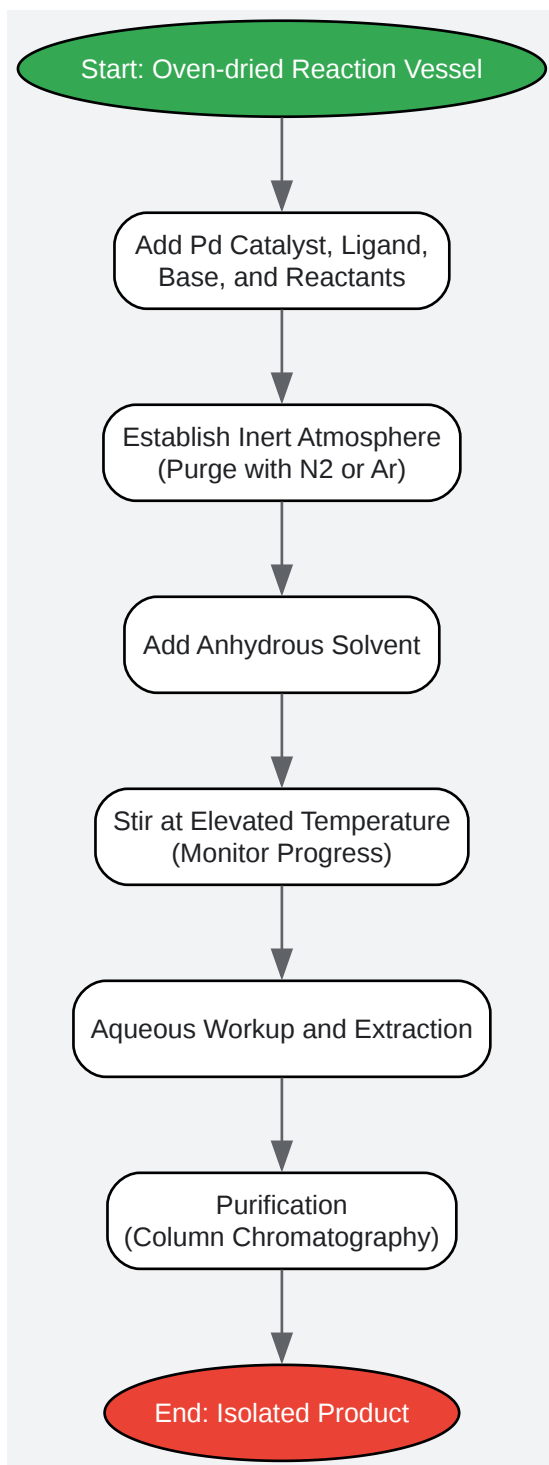 Start: Oven-dried Reaction Vessel
Add Pd Catalyst, Ligand,
Base, and Reactants
Establish Inert Atmosphere
(Purge with N2 or Ar)
Add Anhydrous Solvent
Stir at Elevated Temperature
(Monitor Progress)
Aqueous Workup and Extraction
Purification
(Column Chromatography)
End: Isolated Product